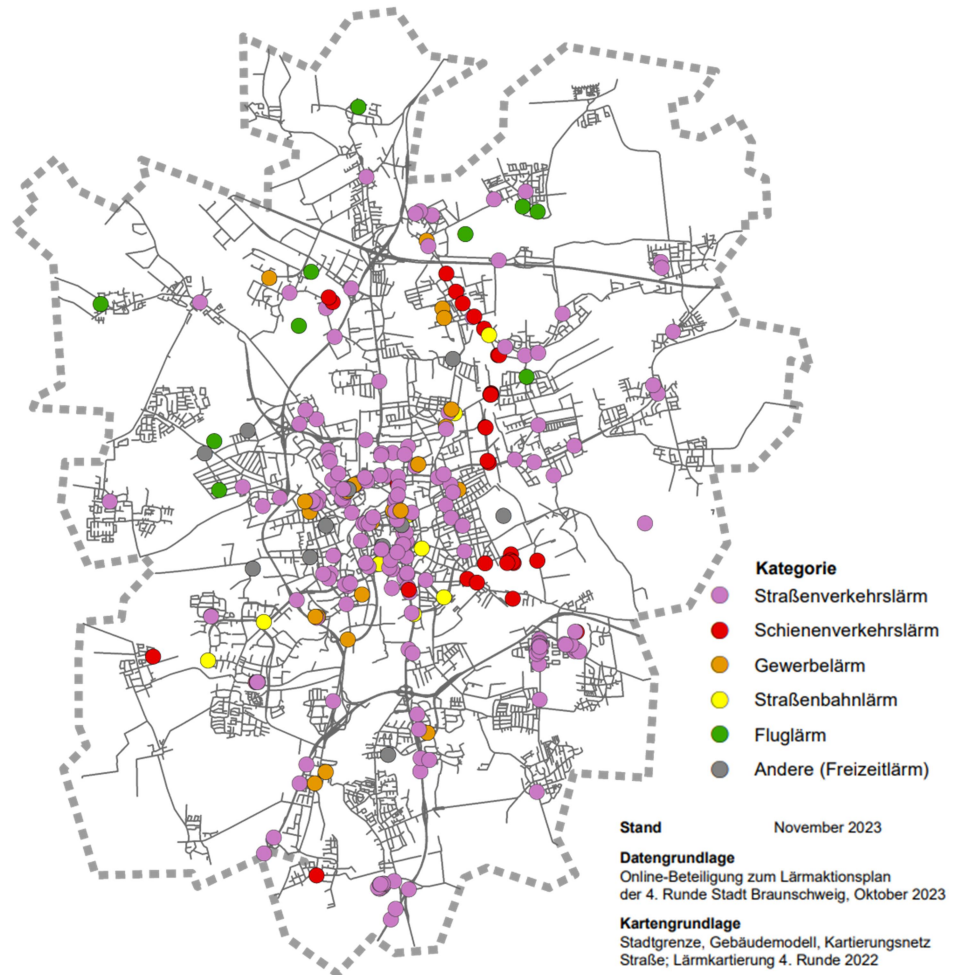 Kategorie
Straßenverkehrslärm
Schienenverkehrslärm
Gewerbelärm
Straßenbahnlärm
Fluglärm
Andere (Freizeitlärm)
Stand November 2023
Datengrundlage
Online-Beteiligung zum Lärmaktionsplan
der 4. Runde Stadt Braunschweig, Oktober 2023
Kartengrundlage
Stadtgrenze, Gebäudemodell, Kartierungsnetz
Straße; Lärmkartierung 4. Runde 2022